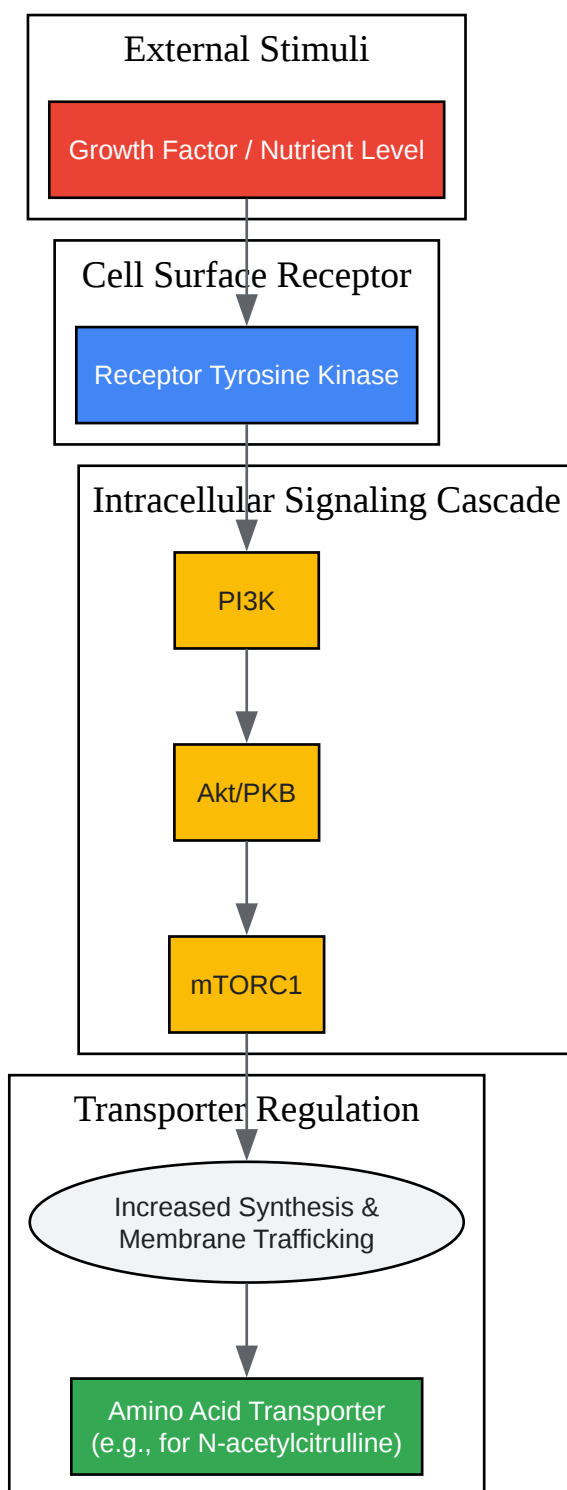 External Stimuli
Growth Factor / Nutrient Level
Cell Surface Receptor
Receptor Tyrosine Kinase
Intracellular Signaling Cascade
PI3K
Akt/PKB
mTORC1
Transporter Regulation
Increased Synthesis &
Membrane Trafficking
Amino Acid Transporter
(e.g., for N-acetylcitrulline)